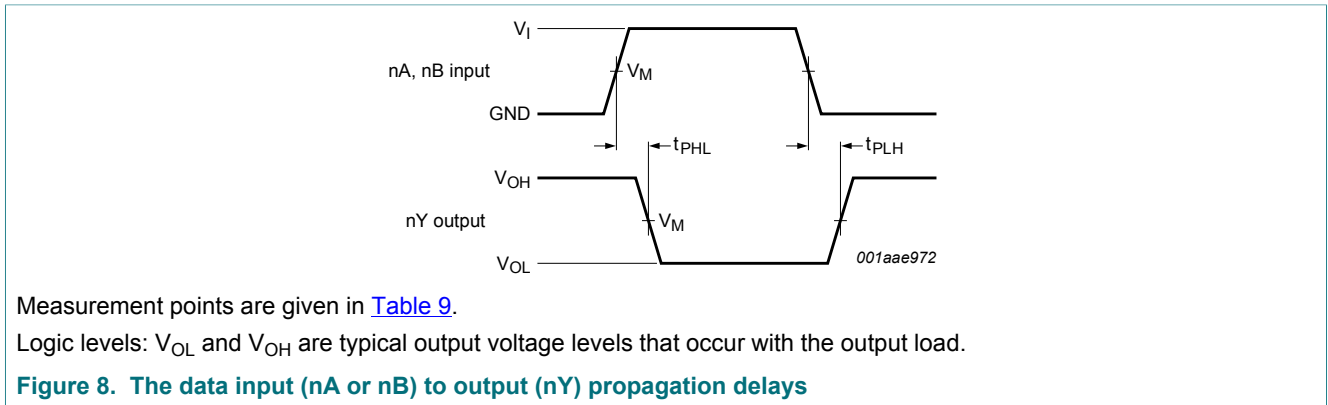 V_I
nA, nB input
V_M
GND
t_PHL
t_PLH
V_OH
nY output
V_M
V_OL
001aae972
Measurement points are given in Table 9.
Logic levels: V_OL and V_OH are typical output voltage levels that occur with the output load.
Figure 8. The data input (nA or nB) to output (nY) propagation delays